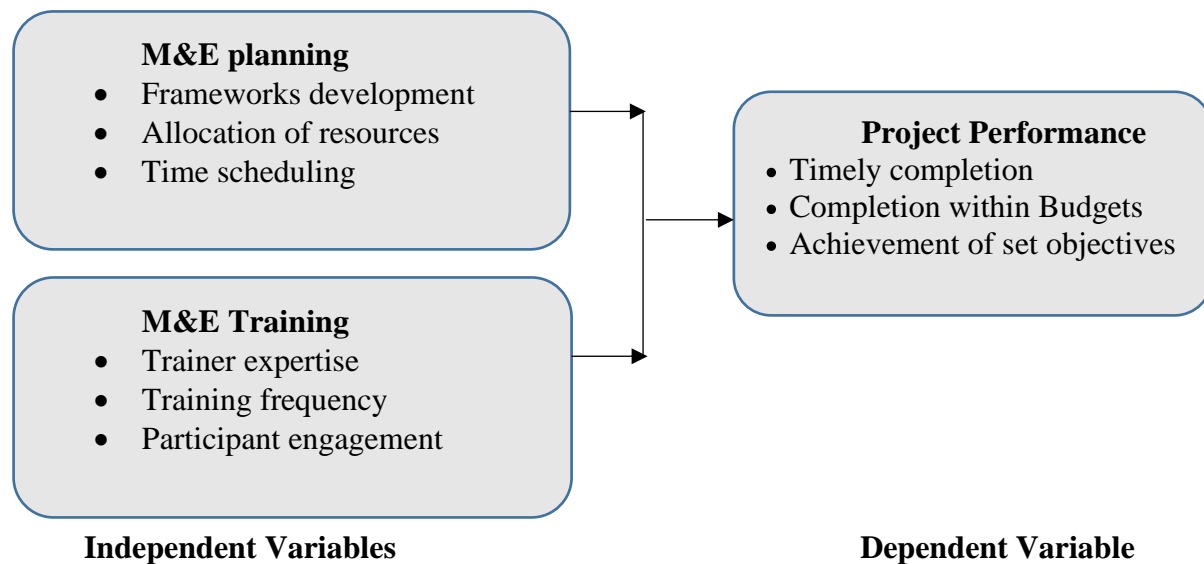 M&E planning
• Frameworks development
• Allocation of resources
• Time scheduling
Project Performance
• Timely completion
• Completion within Budgets
• Achievement of set objectives
M&E Training
• Trainer expertise
• Training frequency
• Participant engagement
Independent Variables
Dependent Variable